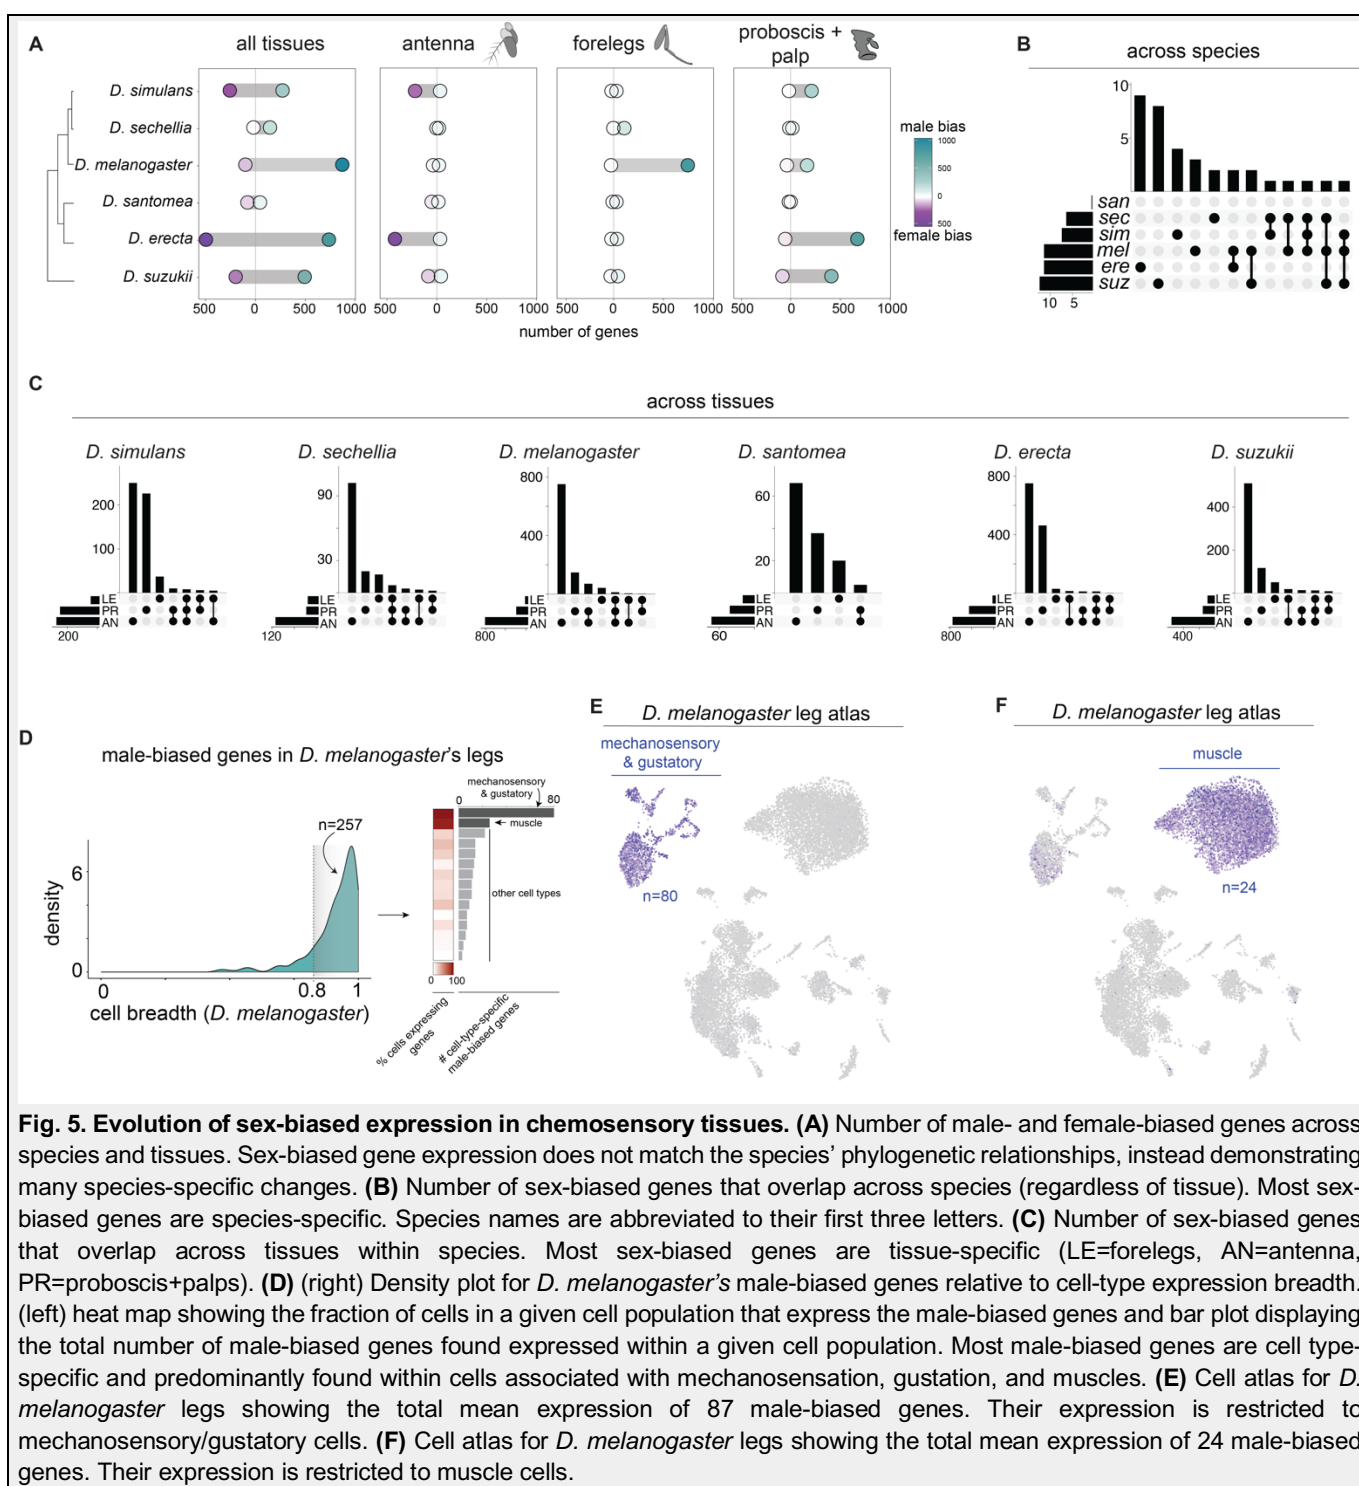 A
all tissues
antenna
forelegs
proboscis +
palp
D. simulans
D. sechellia
D. melanogaster
D. santomea
D. erecta
D. suzukii
500 0 500 1000
500 0 500 1000
500 0 500 1000
500 0 500 1000
number of genes
male bias
1000
500
0
500
female bias
B
across species
10
5
san
sec
sim
mel
ere
suz
10 5
C
across tissues
D. simulans
200
100
LE
PR
AN
200
D. sechellia
90
30
LE
PR
AN
120
D. melanogaster
800
400
LE
PR
AN
800
D. santomea
60
20
LE
PR
AN
60
D. erecta
800
400
LE
PR
AN
800
D. suzukii
400
200
LE
PR
AN
400
D
male-biased genes in D. melanogaster's legs
n=257
6
density
0
0 0.8 1
cell breadth (D. melanogaster)
mechanosensory
& gustatory
0 80
muscle
other cell types
0 100
% cells expressing
genes
# cell-type-specific
male-biased genes
E
D. melanogaster leg atlas
mechanosensory
& gustatory
n=80
F
D. melanogaster leg atlas
muscle
n=24
Fig. 5. Evolution of sex-biased expression in chemosensory tissues. (A) Number of male- and female-biased genes across
species and tissues. Sex-biased gene expression does not match the species' phylogenetic relationships, instead demonstrating
many species-specific changes. (B) Number of sex-biased genes that overlap across species (regardless of tissue). Most sex-
biased genes are species-specific. Species names are abbreviated to their first three letters. (C) Number of sex-biased genes
that overlap across tissues within species. Most sex-biased genes are tissue-specific (LE=forelegs, AN=antenna,
PR=proboscis+palps). (D) (right) Density plot for D. melanogaster's male-biased genes relative to cell-type expression breadth.
(left) heat map showing the fraction of cells in a given cell population that express the male-biased genes and bar plot displaying
the total number of male-biased genes found expressed within a given cell population. Most male-biased genes are cell type-
specific and predominantly found within cells associated with mechanosensation, gustation, and muscles. (E) Cell atlas for D.
melanogaster legs showing the total mean expression of 87 male-biased genes. Their expression is restricted to
mechanosensory/gustatory cells. (F) Cell atlas for D. melanogaster legs showing the total mean expression of 24 male-biased
genes. Their expression is restricted to muscle cells.